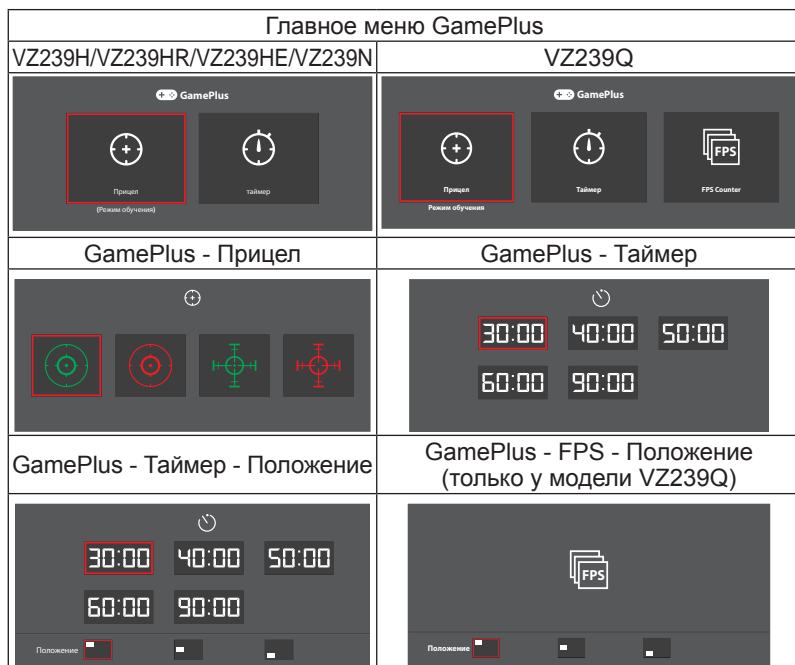 Главное меню GamePlus
VZ239H/VZ239HR/VZ239HE/VZ239N
VZ239Q
GamePlus
Прицел
таймер
(Режим обучения)
GamePlus
FPS
Прицел
Таймер
FPS Counter
Режим обучения
GamePlus - Прицел
GamePlus - Таймер
30:00 40:00 50:00
60:00 90:00
GamePlus - Таймер - Положение
GamePlus - FPS - Положение
(только у модели VZ239Q)
30:00 40:00 50:00
60:00 90:00
Положение
FPS
Положение